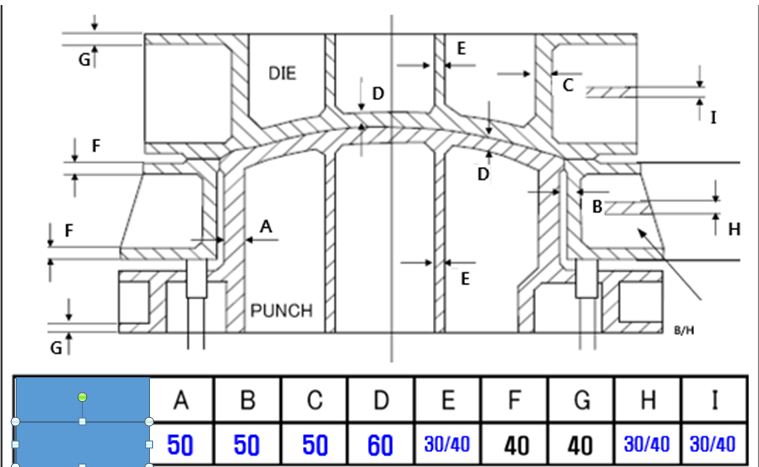 G
DIE
E
D
C
I
F
D
F
A
B
H
E
PUNCH
G
B/H
A B C D E F G H I
50 50 50 60 30/40 40 40 30/40 30/40